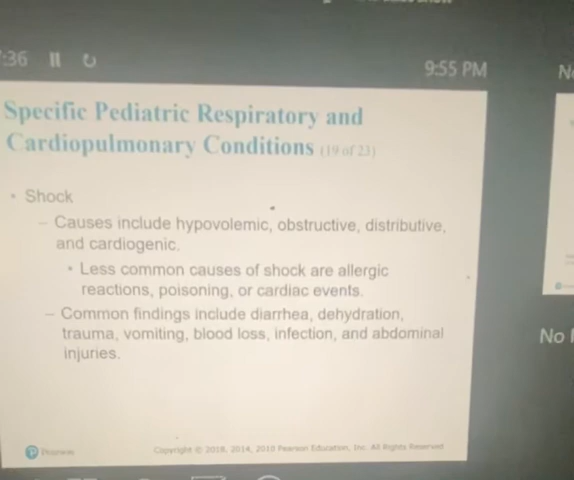 :36
9:55 PM
Specific Pediatric Respiratory and
Cardiopulmonary Conditions (19 of 23)
• Shock
– Causes include hypovolemic, obstructive, distributive,
and cardiogenic.
• Less common causes of shock are allergic
reactions, poisoning, or cardiac events.
– Common findings include diarrhea, dehydration,
trauma, vomiting, blood loss, infection, and abdominal
injuries.
Pearson
Copyright © 2018, 2014, 2010 Pearson Education, Inc. All Rights Reserved
No